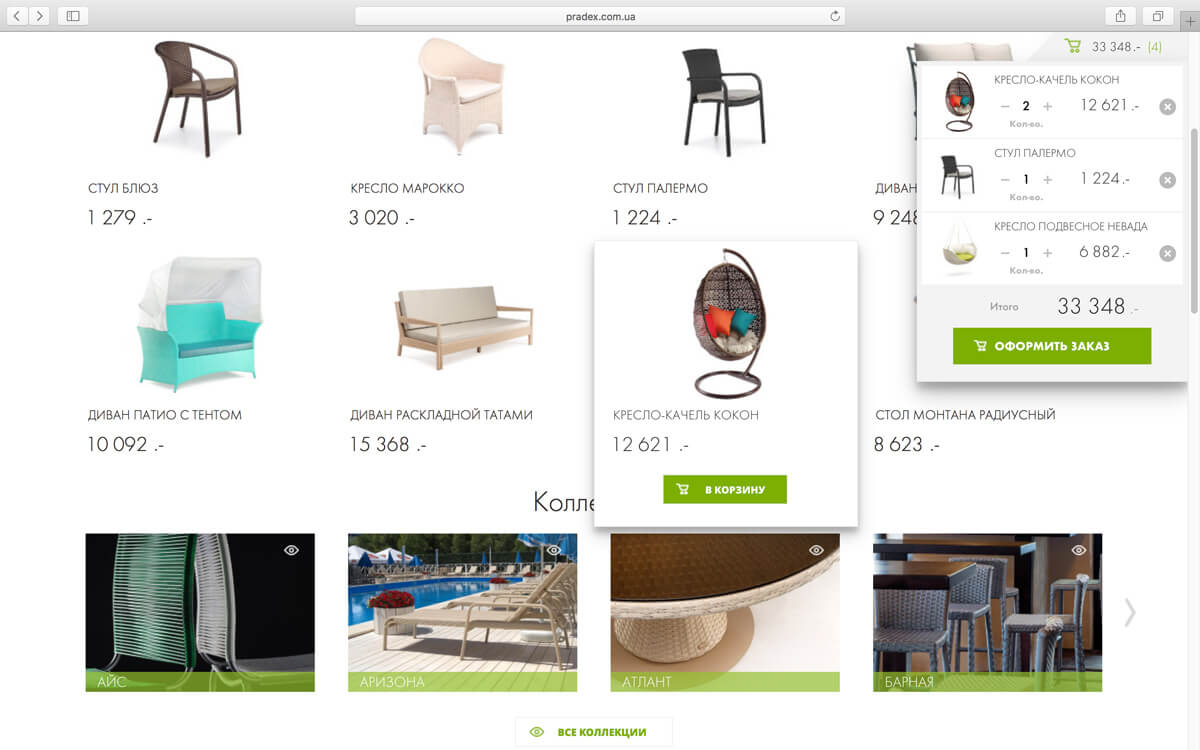 pradex.com.ua
33 348.- (4)
КРЕСЛО-КАЧЕЛЬ КОКОН
2 12 621 .-
Кол-во.
СТУЛ ПАЛЕРМО
1 1 224 .-
Кол-во.
КРЕСЛО ПОДВЕСНОЕ НЕВАДА
1 6 882 .-
Кол-во.
Итого 33 348 .-
ОФОРМИТЬ ЗАКАЗ
СТУЛ БЛЮЗ
1 279 .-
КРЕСЛО МАРОККО
3 020 .-
СТУЛ ПАЛЕРМО
1 224 .-
ДИВАН
9 248
ДИВАН ПАТИО С ТЕНТОМ
10 092 .-
ДИВАН РАСКЛАДНОЙ ТАТАМИ
15 368 .-
КРЕСЛО-КАЧЕЛЬ КОКОН
12 621 .-
В КОРЗИНУ
СТОЛ МОНТАНА РАДИУСНЫЙ
8 623 .-
Колле
АЙС
АРИЗОНА
АТЛАНТ
БАРНАЯ
ВСЕ КОЛЛЕКЦИИ